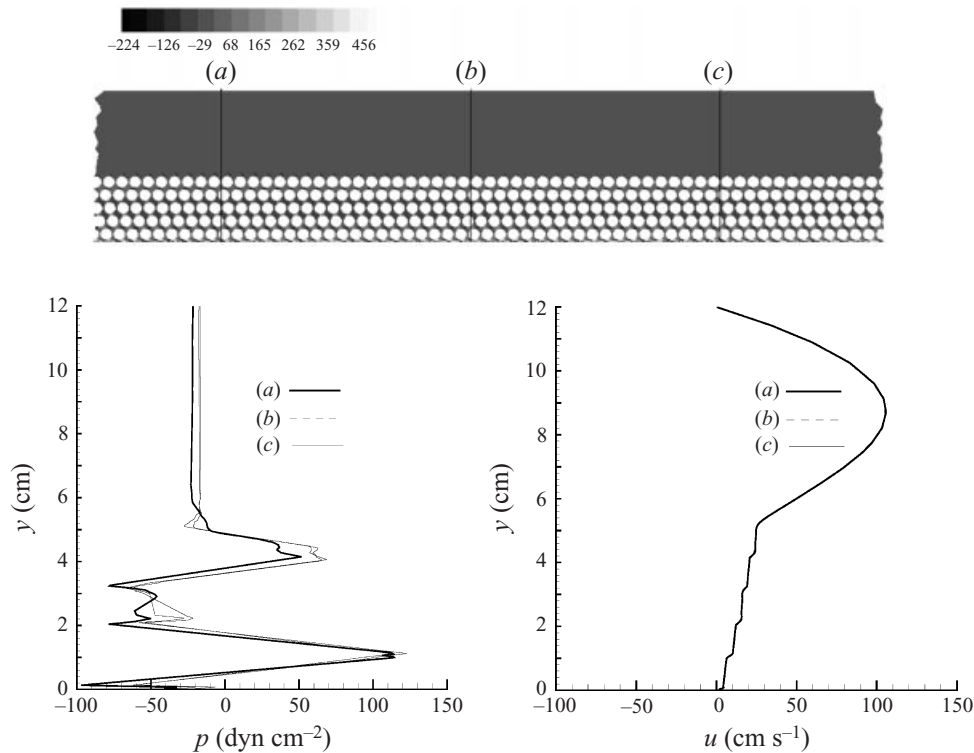 –224 –126 –29 68 165 262 359 456
(a) (b) (c)
12
10
8
6
4
2
0
y (cm)
(a)
(b)
(c)
–100 –50 0 50 100 150
p (dyn cm–2)
12
10
8
6
4
2
0
y (cm)
(a)
(b)
(c)
–100 –50 0 50 100 150
u (cm s–1)